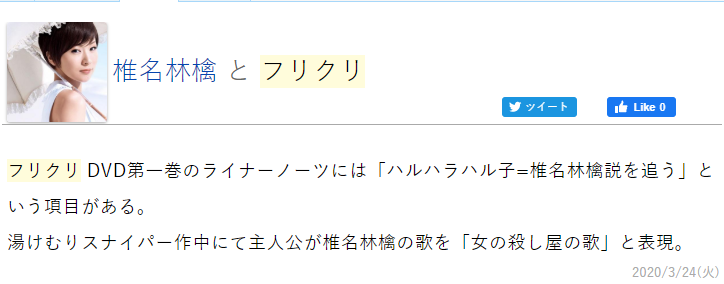 椎名林檎 と フリクリ
ツイート
Like 0
フリクリ DVD第一巻のライナーノーツには「ハルハラハル子=椎名林檎説を追う」と
いう項目がある。
湯けむりスナイパー作中にて主人公が椎名林檎の歌を「女の殺し屋の歌」と表現。
2020/3/24(火)